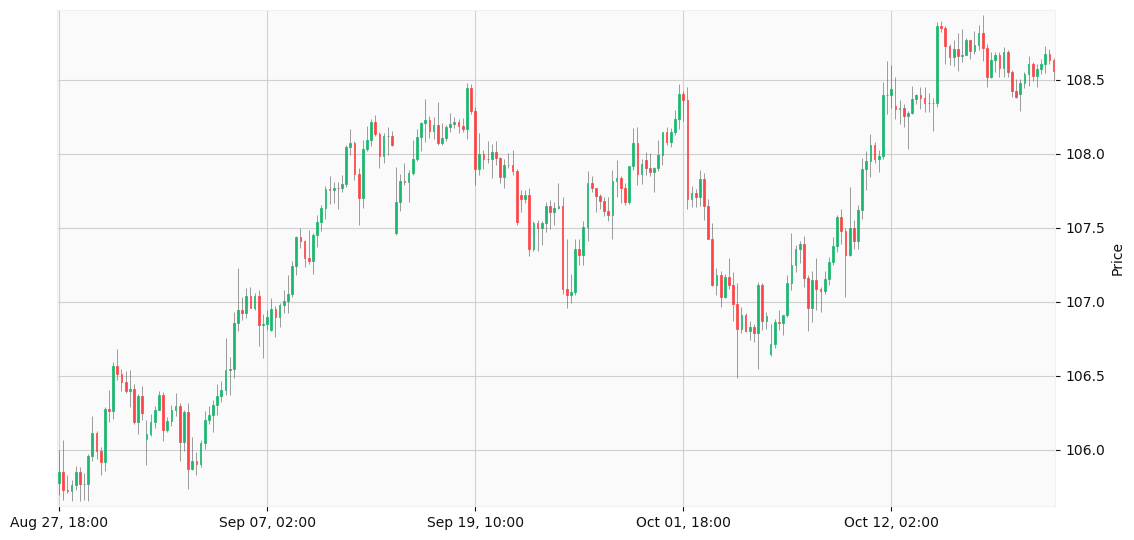 108.5
108.0
107.5
107.0
106.5
106.0
Price
Aug 27, 18:00
Sep 07, 02:00
Sep 19, 10:00
Oct 01, 18:00
Oct 12, 02:00